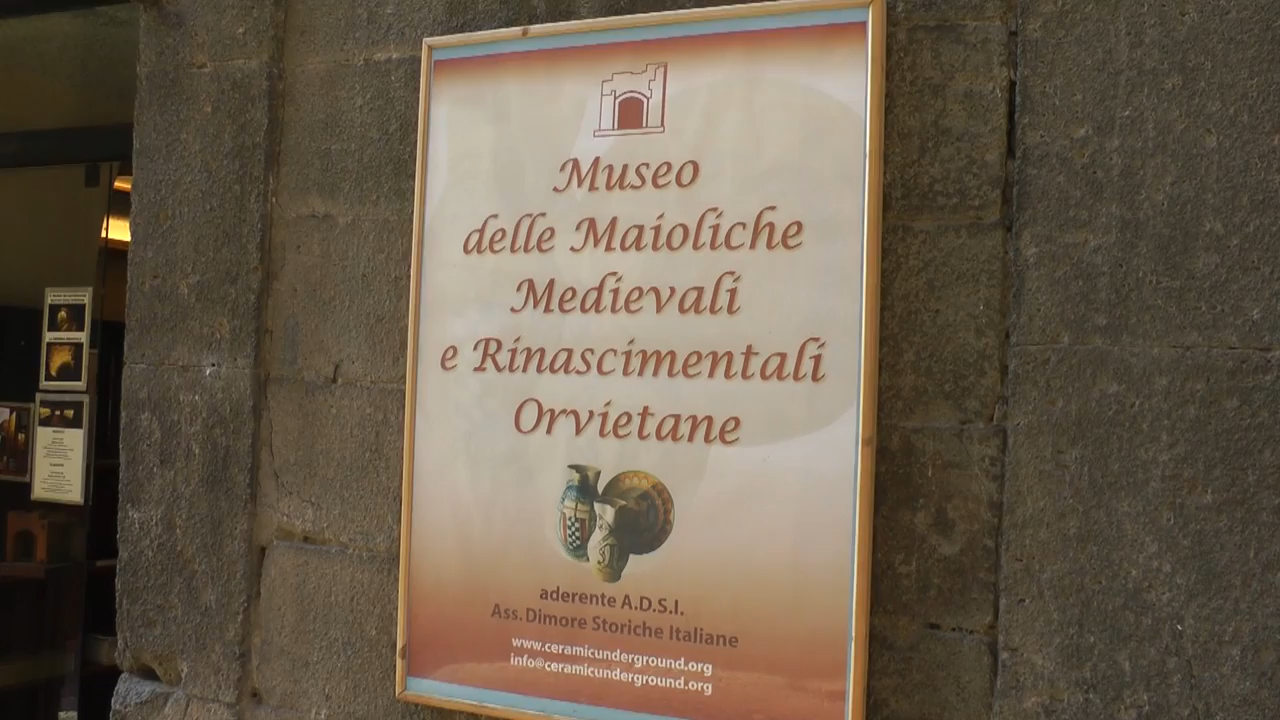 Museo
delle Maioliche
Medievali
e Rinascimentali
Orvietane
aderente A.D.S.I.
Ass. Dimore Storiche Italiane
www.ceramicunderground.org
info@ceramicunderground.org